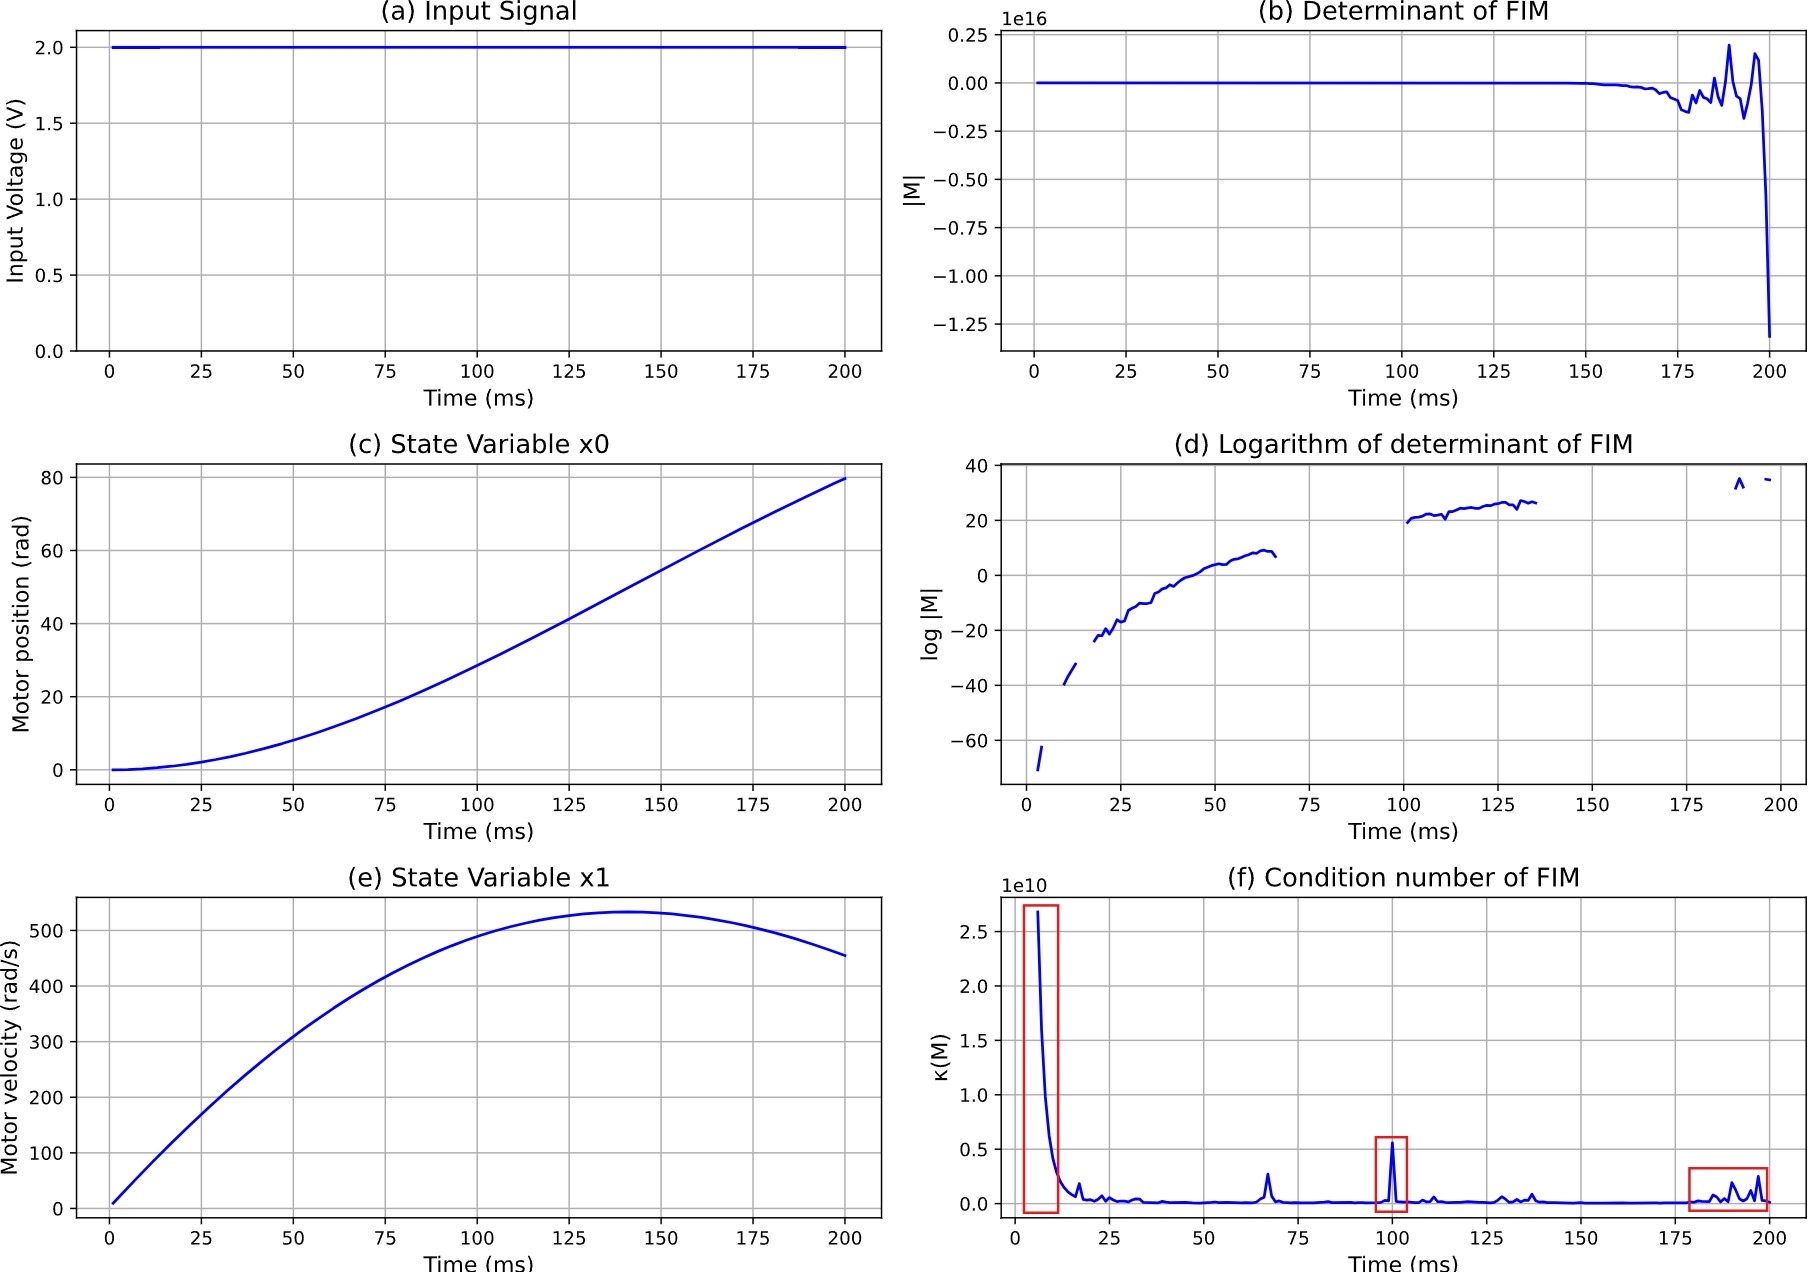 (a) Input Signal
Input Voltage (V)
2.0
1.5
1.0
0.5
0.0
0 25 50 75 100 125 150 175 200
Time (ms)
(b) Determinant of FIM
1e16
|M|
0.25
0.00
−0.25
−0.50
−0.75
−1.00
−1.25
0 25 50 75 100 125 150 175 200
Time (ms)
(c) State Variable x0
Motor position (rad)
80
60
40
20
0
0 25 50 75 100 125 150 175 200
Time (ms)
(d) Logarithm of determinant of FIM
log |M|
40
20
0
−20
−40
−60
0 25 50 75 100 125 150 175 200
Time (ms)
(e) State Variable x1
Motor velocity (rad/s)
500
400
300
200
100
0
0 25 50 75 100 125 150 175 200
Time (ms)
(f) Condition number of FIM
1e10
κ(M)
2.5
2.0
1.5
1.0
0.5
0.0
0 25 50 75 100 125 150 175 200
Time (ms)